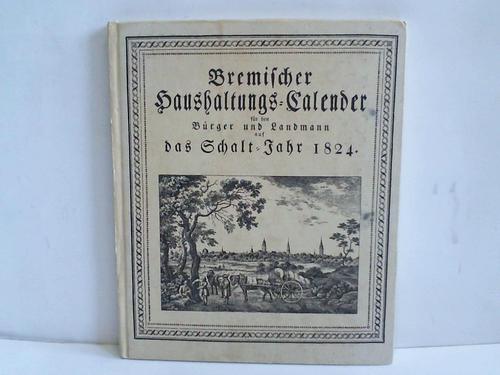 Bremischer
Haushaltungs-Calender
für den
Bürger und Landmann
auf
das Schalt-Jahr 1824.